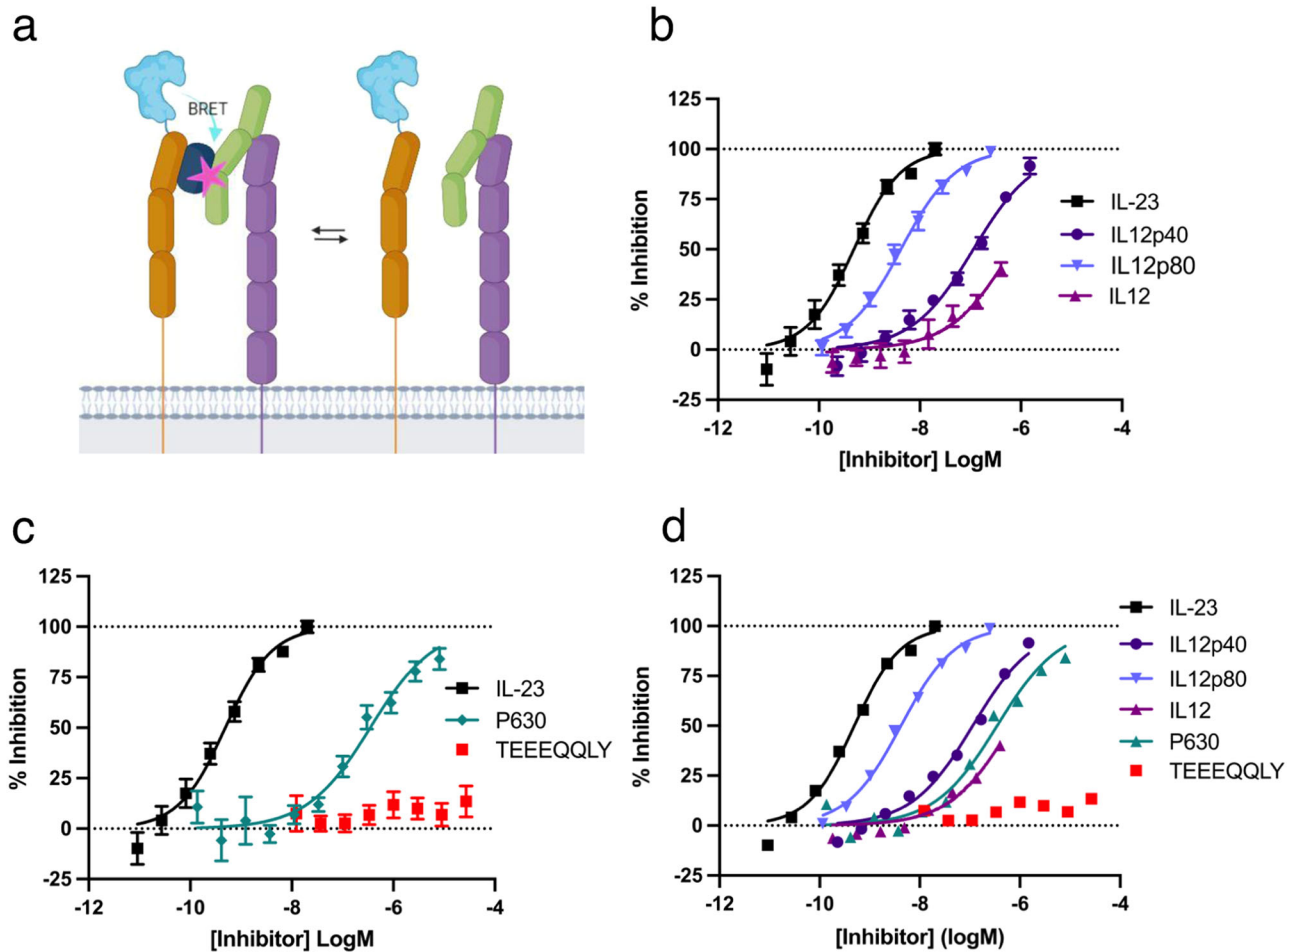 a
BRET
b
125
100
75
50
25
0
-25
% Inhibition
-12
-10
-8
-6
-4
[Inhibitor] LogM
IL-23
IL12p40
IL12p80
IL12
c
125
100
75
50
25
0
-25
% Inhibition
-12
-10
-8
-6
-4
[Inhibitor] LogM
IL-23
P630
TEEEQQLY
d
125
100
75
50
25
0
-25
% Inhibition
-12
-10
-8
-6
-4
[Inhibitor] (logM)
IL-23
IL12p40
IL12p80
IL12
P630
TEEEQQLY